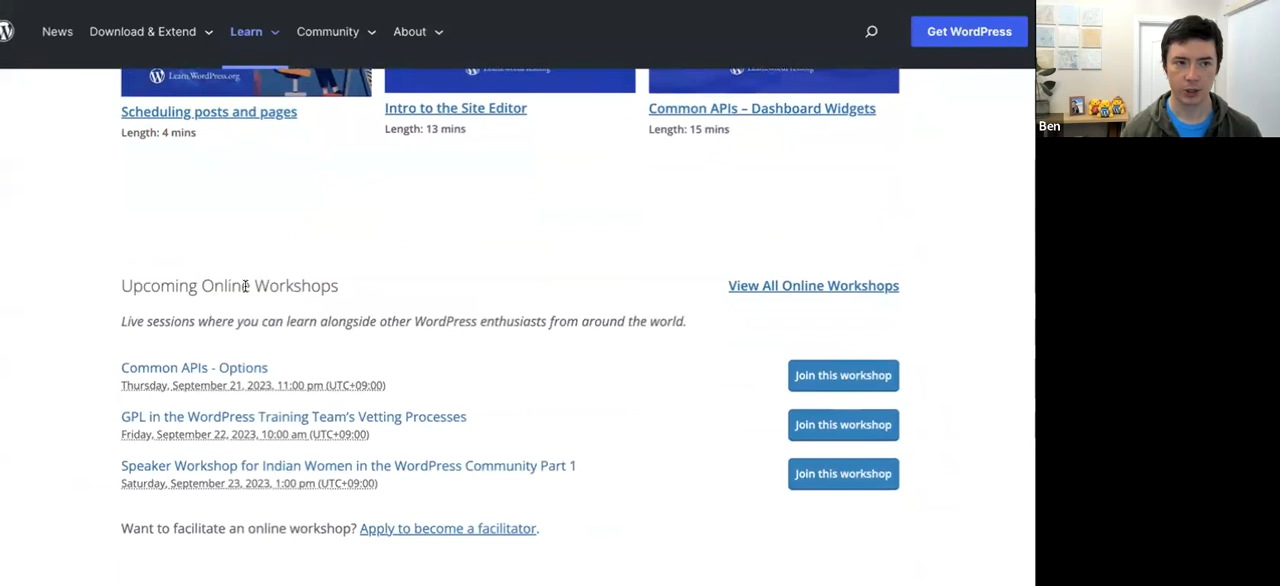 News Download & Extend Learn Community About Get WordPress
Learn.WordPress.org
Scheduling posts and pages
Length: 4 mins
Intro to the Site Editor
Length: 13 mins
Common APIs – Dashboard Widgets
Length: 15 mins
Ben
Upcoming Online Workshops
View All Online Workshops
Live sessions where you can learn alongside other WordPress enthusiasts from around the world.
Common APIs - Options
Thursday, September 21, 2023, 11:00 pm (UTC+09:00)
Join this workshop
GPL in the WordPress Training Team's Vetting Processes
Friday, September 22, 2023, 10:00 am (UTC+09:00)
Join this workshop
Speaker Workshop for Indian Women in the WordPress Community Part 1
Saturday, September 23, 2023, 1:00 pm (UTC+09:00)
Join this workshop
Want to facilitate an online workshop? Apply to become a facilitator.